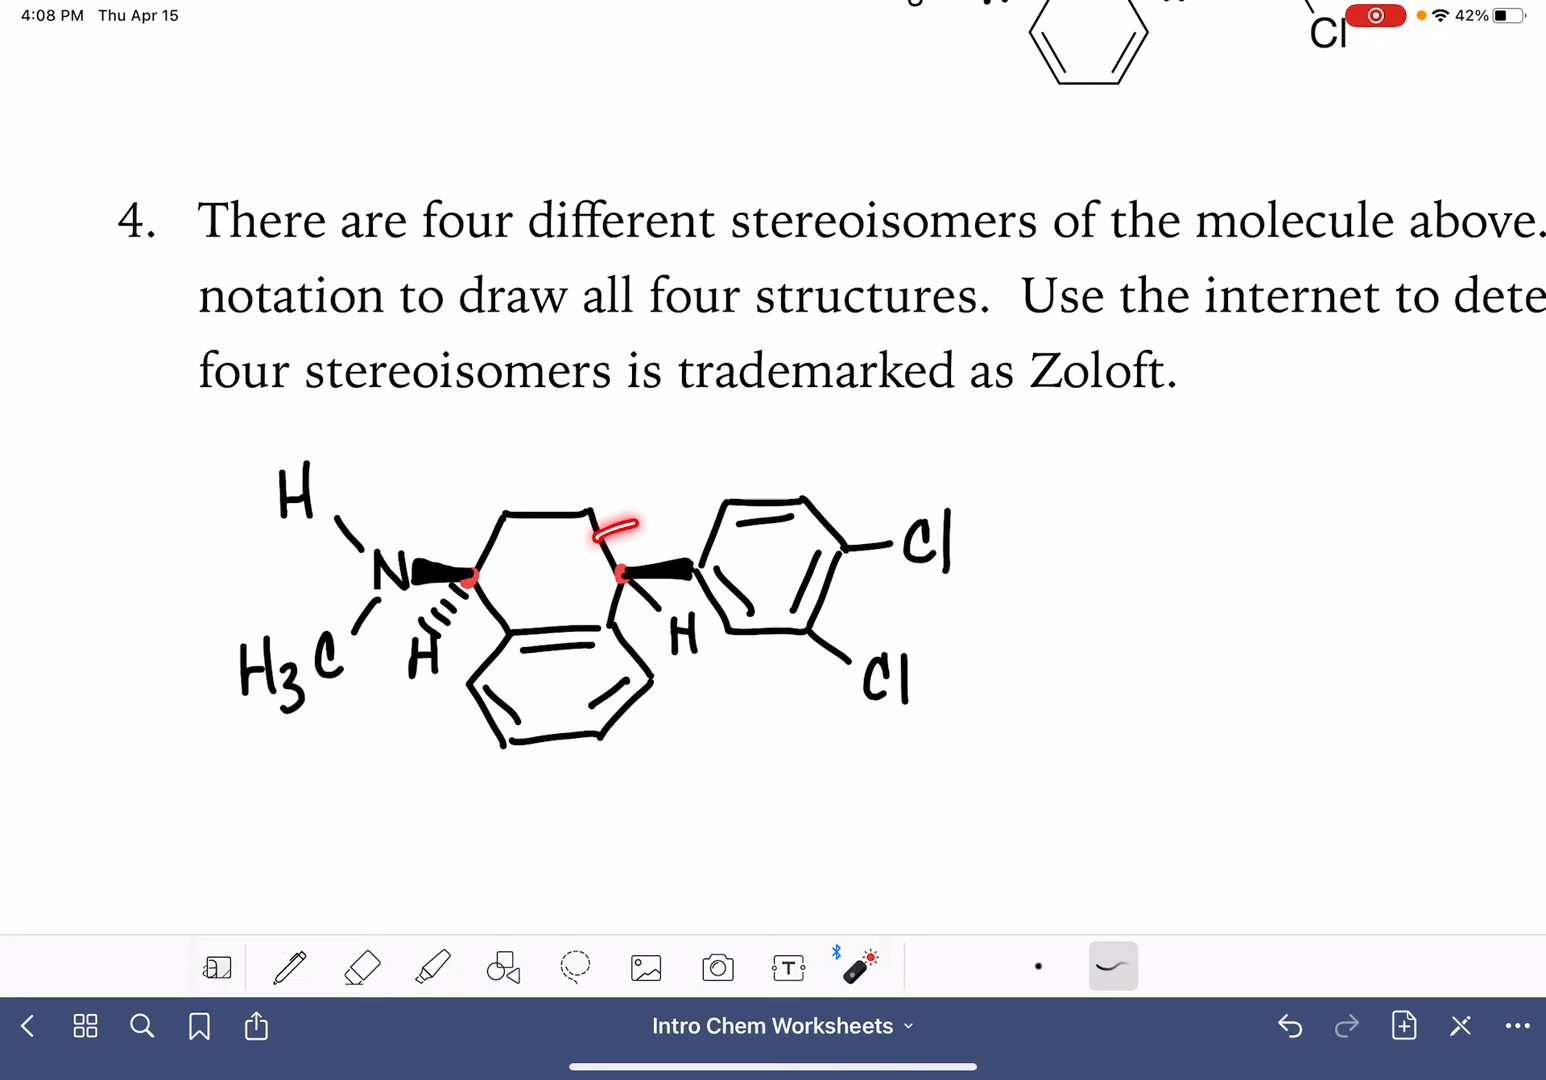 4:08 PM Thu Apr 15
42%
Cl
4. There are four different stereoisomers of the molecule above.
notation to draw all four structures. Use the internet to dete
four stereoisomers is trademarked as Zoloft.
H
N
Cl
H3C
H
H
Cl
a
T
Intro Chem Worksheets